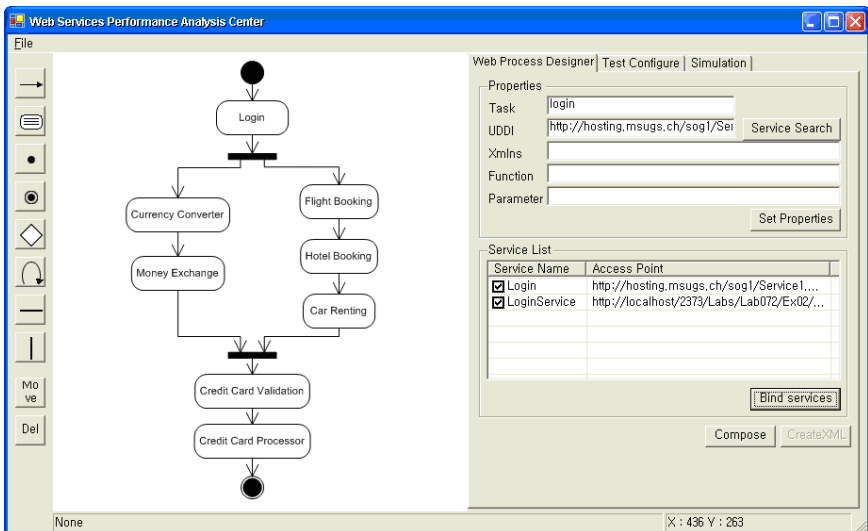 Web Services Performance Analysis Center
File
Web Process Designer
Test Configure
Simulation
Login
Currency Converter
Money Exchange
Flight Booking
Hotel Booking
Car Renting
Credit Card Validation
Credit Card Processor
Mo
ve
Del
Properties
Task login
UDDI http://hosting,msugs,ch/sog1/Ser Service Search
Xmlns
Function
Parameter
Set Properties
Service List
Service Name Access Point
Login http://hosting,msugs,ch/sog1/Service1,...
LoginService http://localhost/2373/Labs/Lab072/Ex02/...
Bind services
Compose CreateXML
None X : 436 Y : 263